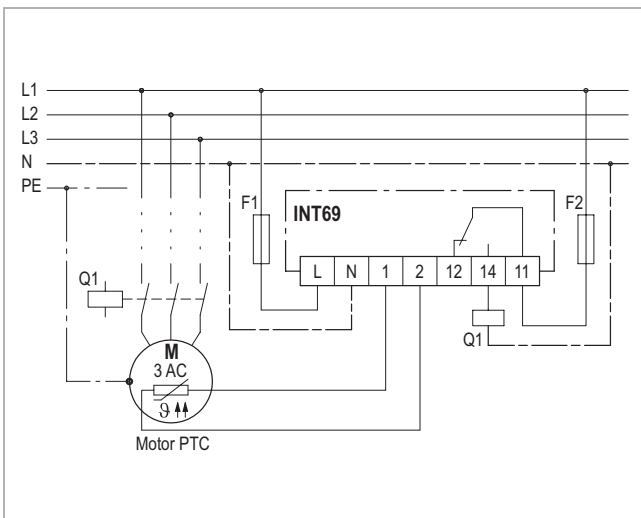 L1
L2
L3
N
PE
F1
INT69
F2
L N 1 2 12 14 11
Q1
Q1
M
3 AC
ϑ
Motor PTC